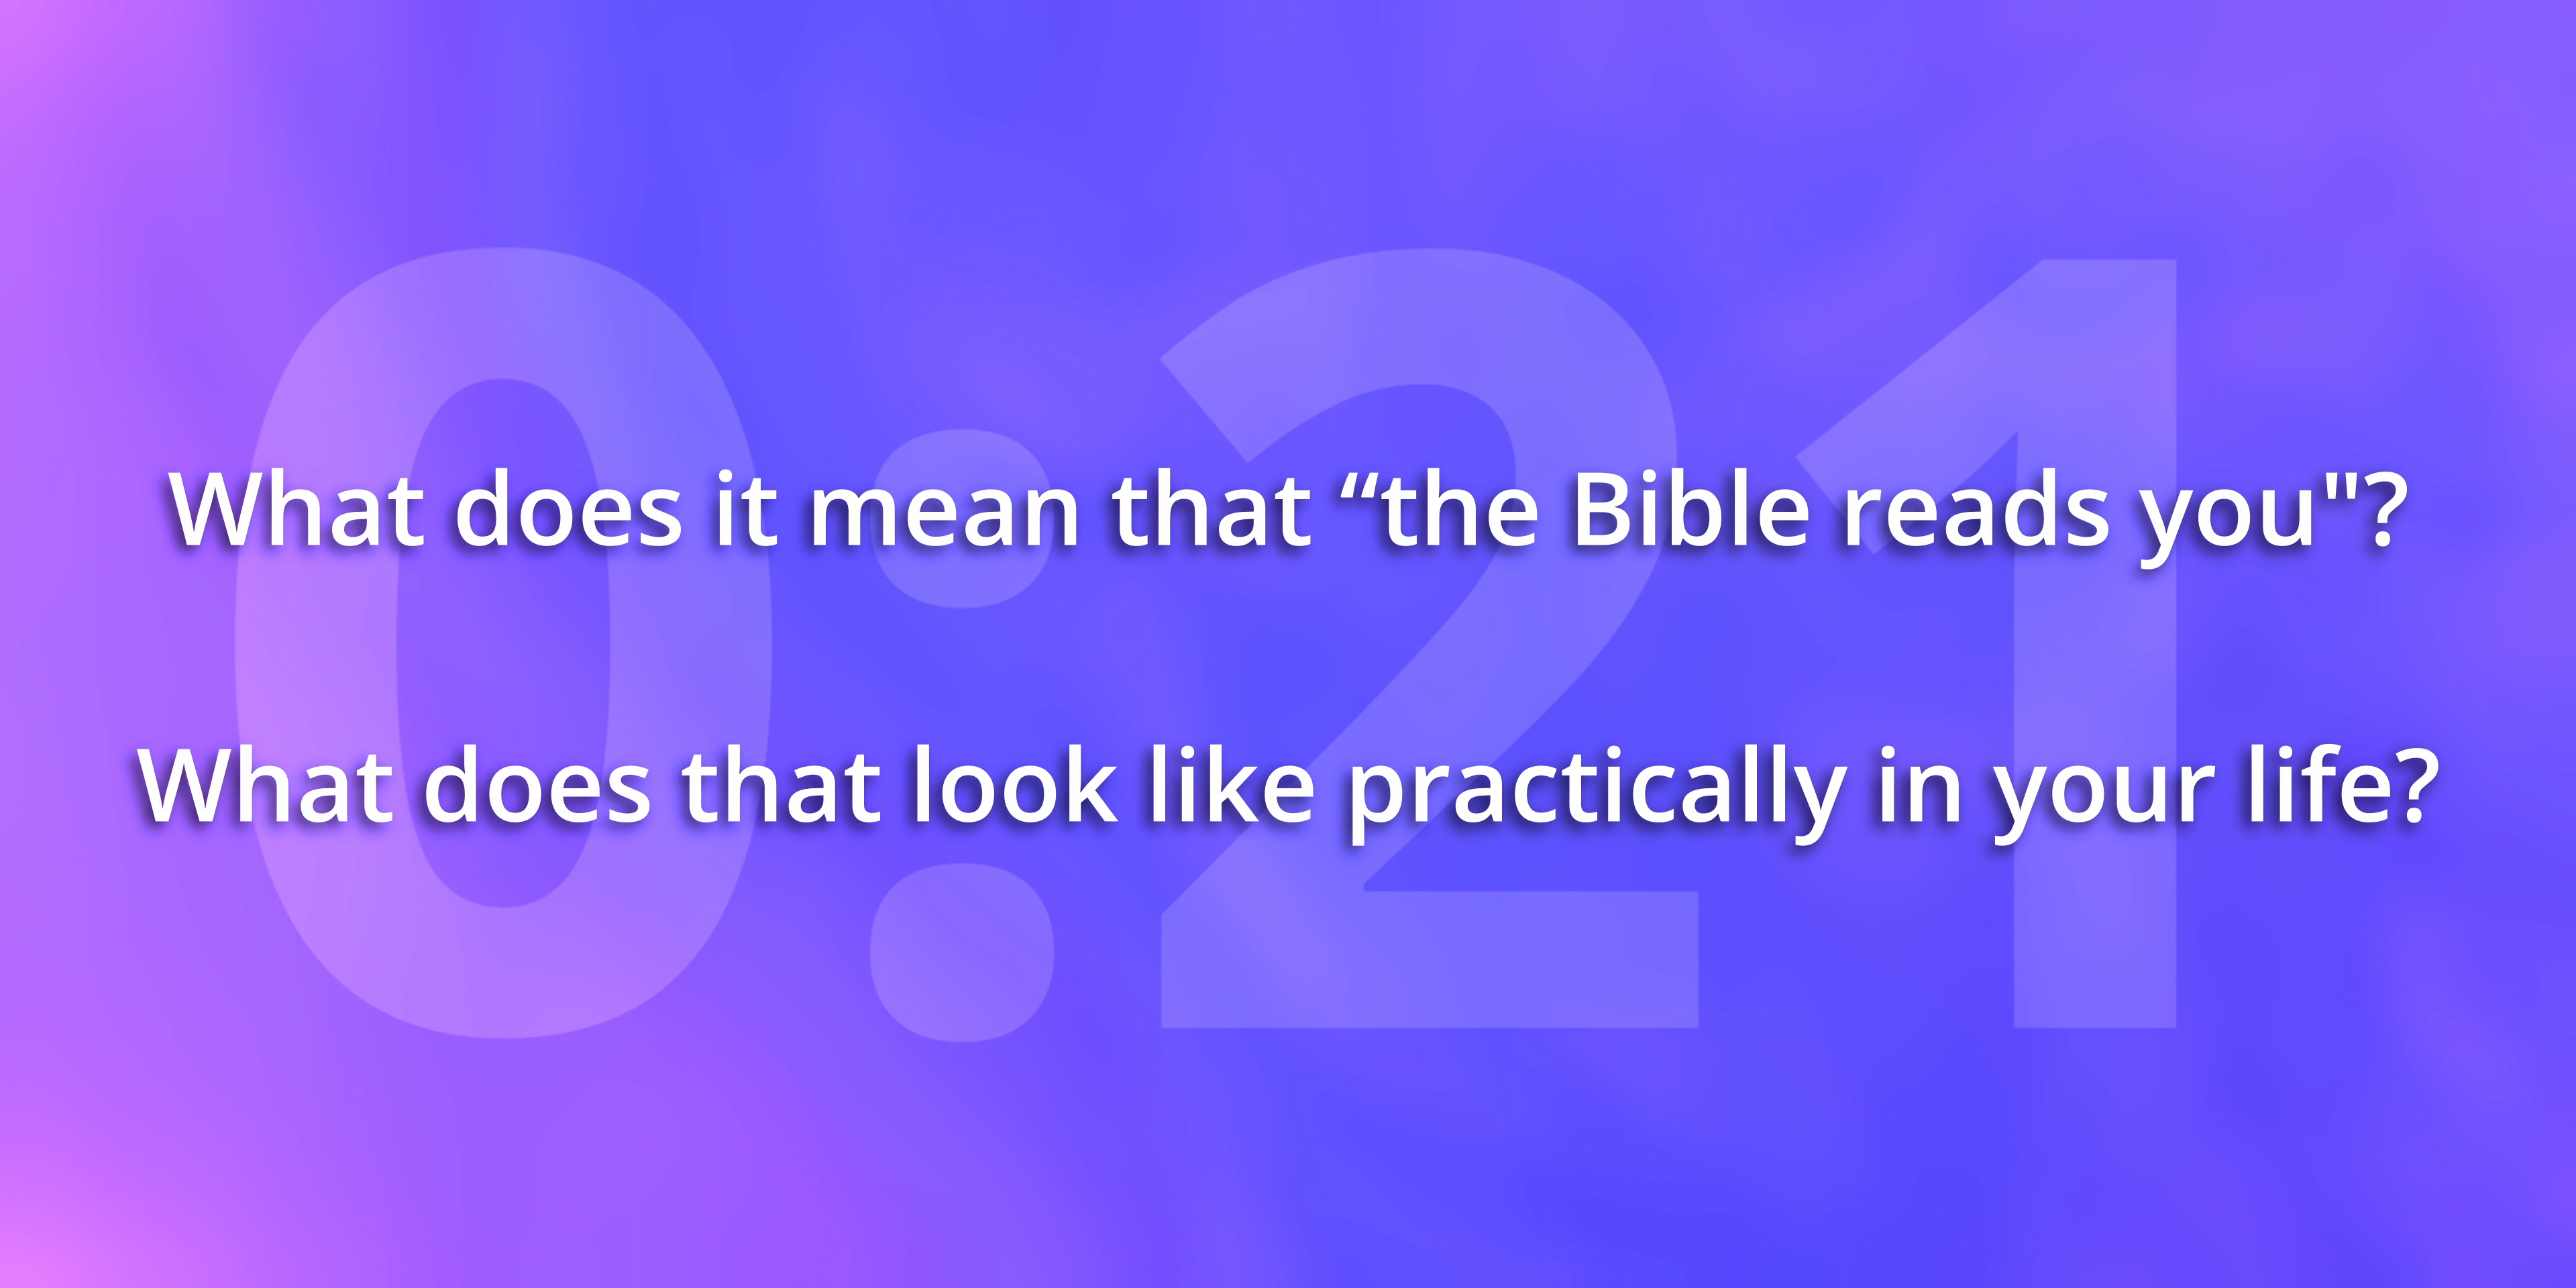 0:21
What does it mean that “the Bible reads you"?
What does that look like practically in your life?